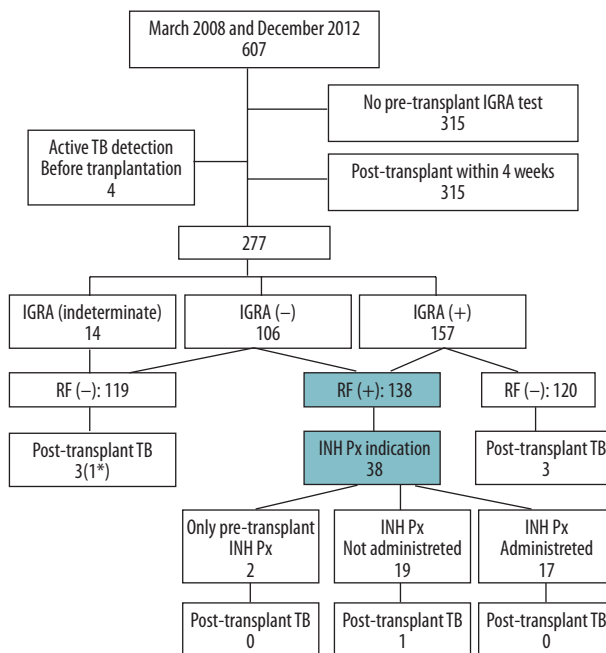 March 2008 and December 2012
607
No pre-transplant IGRA test
315
Active TB detection
Before tranplantation
4
Post-transplant within 4 weeks
315
277
IGRA (indeterminate)
14
IGRA (–)
106
IGRA (+)
157
RF (–): 119
RF (+): 138
RF (–): 120
Post-transplant TB
3(1*)
INH Px indication
38
Post-transplant TB
3
Only pre-transplant
INH Px
2
INH Px
Not administreted
19
INH Px
Administreted
17
Post-transplant TB
0
Post-transplant TB
1
Post-transplant TB
0